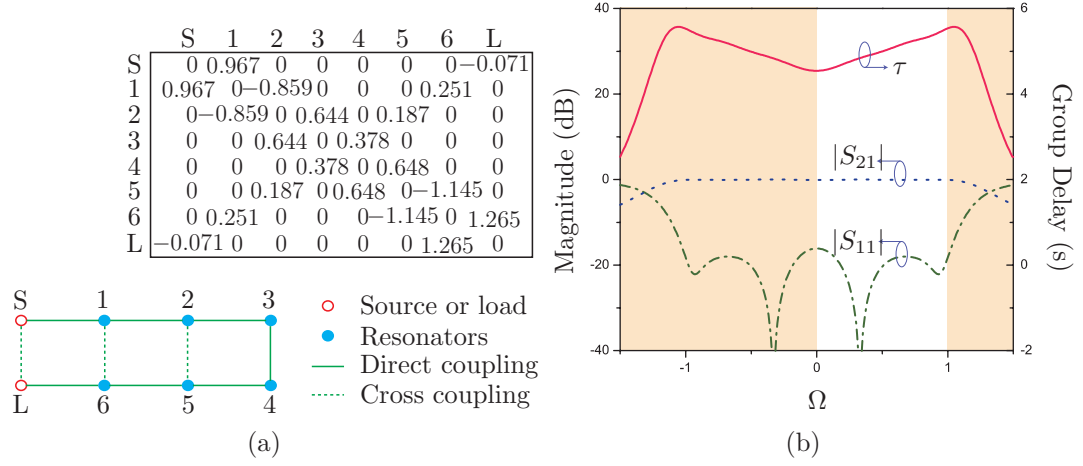 S 1 2 3 4 5 6 L
S 0 0.967 0 0 0 0 0 −0.071
1 0.967 0 −0.859 0 0 0 0.251 0
2 0 −0.859 0 0.644 0 0.187 0 0
3 0 0 0.644 0 0.378 0 0 0
4 0 0 0 0.378 0 0.648 0 0
5 0 0 0.187 0 0.648 0 −1.145 0
6 0 0.251 0 0 0 −1.145 0 1.265
L −0.071 0 0 0 0 0 1.265 0
S 1 2 3
L 6 5 4
Source or load
Resonators
Direct coupling
Cross coupling
(a)
Magnitude (dB)
40
20
0
-20
-40
-1 0 1
Ω
6
4
2
0
2
-2
Group Delay (s)
τ
|S21|
|S11|
(b)